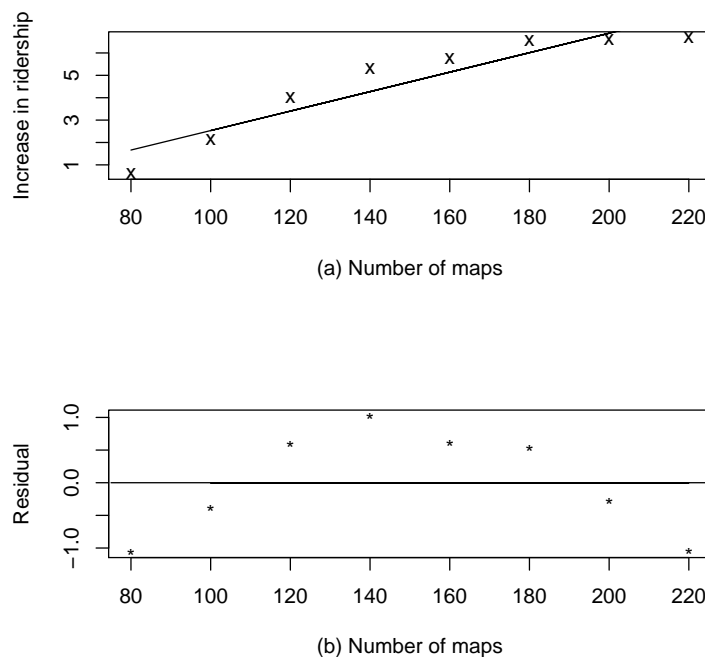 Increase in ridership
5
3
1
80 100 120 140 160 180 200 220
(a) Number of maps
Residual
1.0
0.0
−1.0
80 100 120 140 160 180 200 220
(b) Number of maps